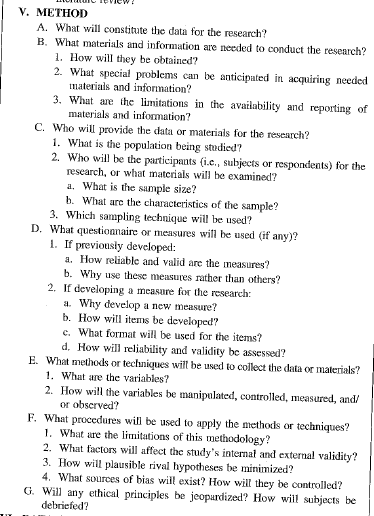 literature review?
V. METHOD
A. What will constitute the data for the research?
B. What materials and information are needed to conduct the research?
1. How will they be obtained?
2. What special problems can be anticipated in acquiring needed
materials and information?
3. What are the limitations in the availability and reporting of
materials and information?
C. Who will provide the data or materials for the research?
1. What is the population being studied?
2. Who will be the participants (i.e., subjects or respondents) for the
research, or what materials will be examined?
a. What is the sample size?
b. What are the characteristics of the sample?
3. Which sampling technique will be used?
D. What questionnaire or measures will be used (if any)?
1. If previously developed:
a. How reliable and valid are the measures?
b. Why use these measures rather than others?
2. If developing a measure for the research:
a. Why develop a new measure?
b. How will items be developed?
c. What format will be used for the items?
d. How will reliability and validity be assessed?
E. What methods or techniques will be used to collect the data or materials?
1. What are the variables?
2. How will the variables be manipulated, controlled, measured, and/
or observed?
F. What procedures will be used to apply the methods or techniques?
1. What are the limitations of this methodology?
2. What factors will affect the study's internal and external validity?
3. How will plausible rival hypotheses be minimized?
4. What sources of bias will exist? How will they be controlled?
G. Will any ethical principles be jeopardized? How will subjects be
debriefed?